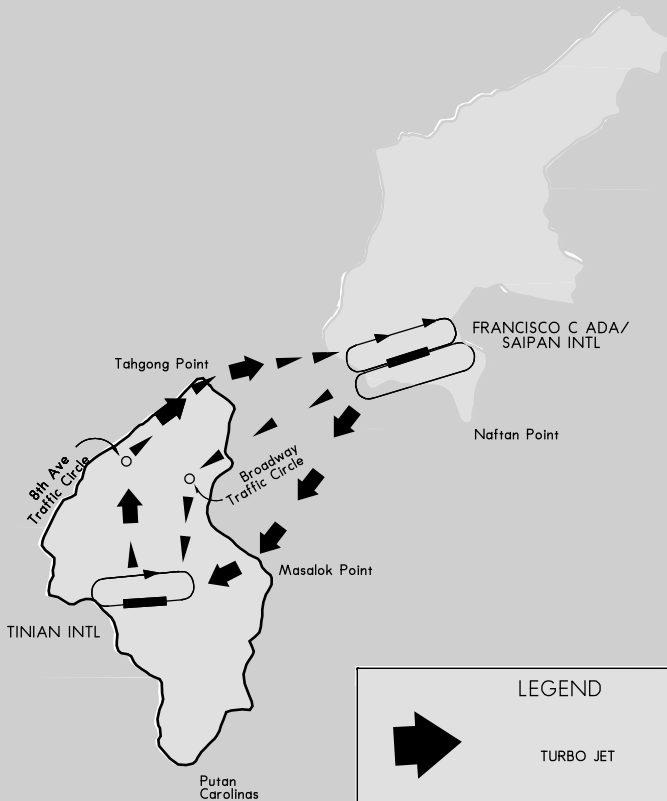 FRANCISCO C ADA/
SAIPAN INTL
Tahgong Point
Naftan Point
8th Ave
Traffic Circle
Broadway
Traffic Circle
Masalok Point
TINIAN INTL
LEGEND
TURBO JET
Putan
Carolinas